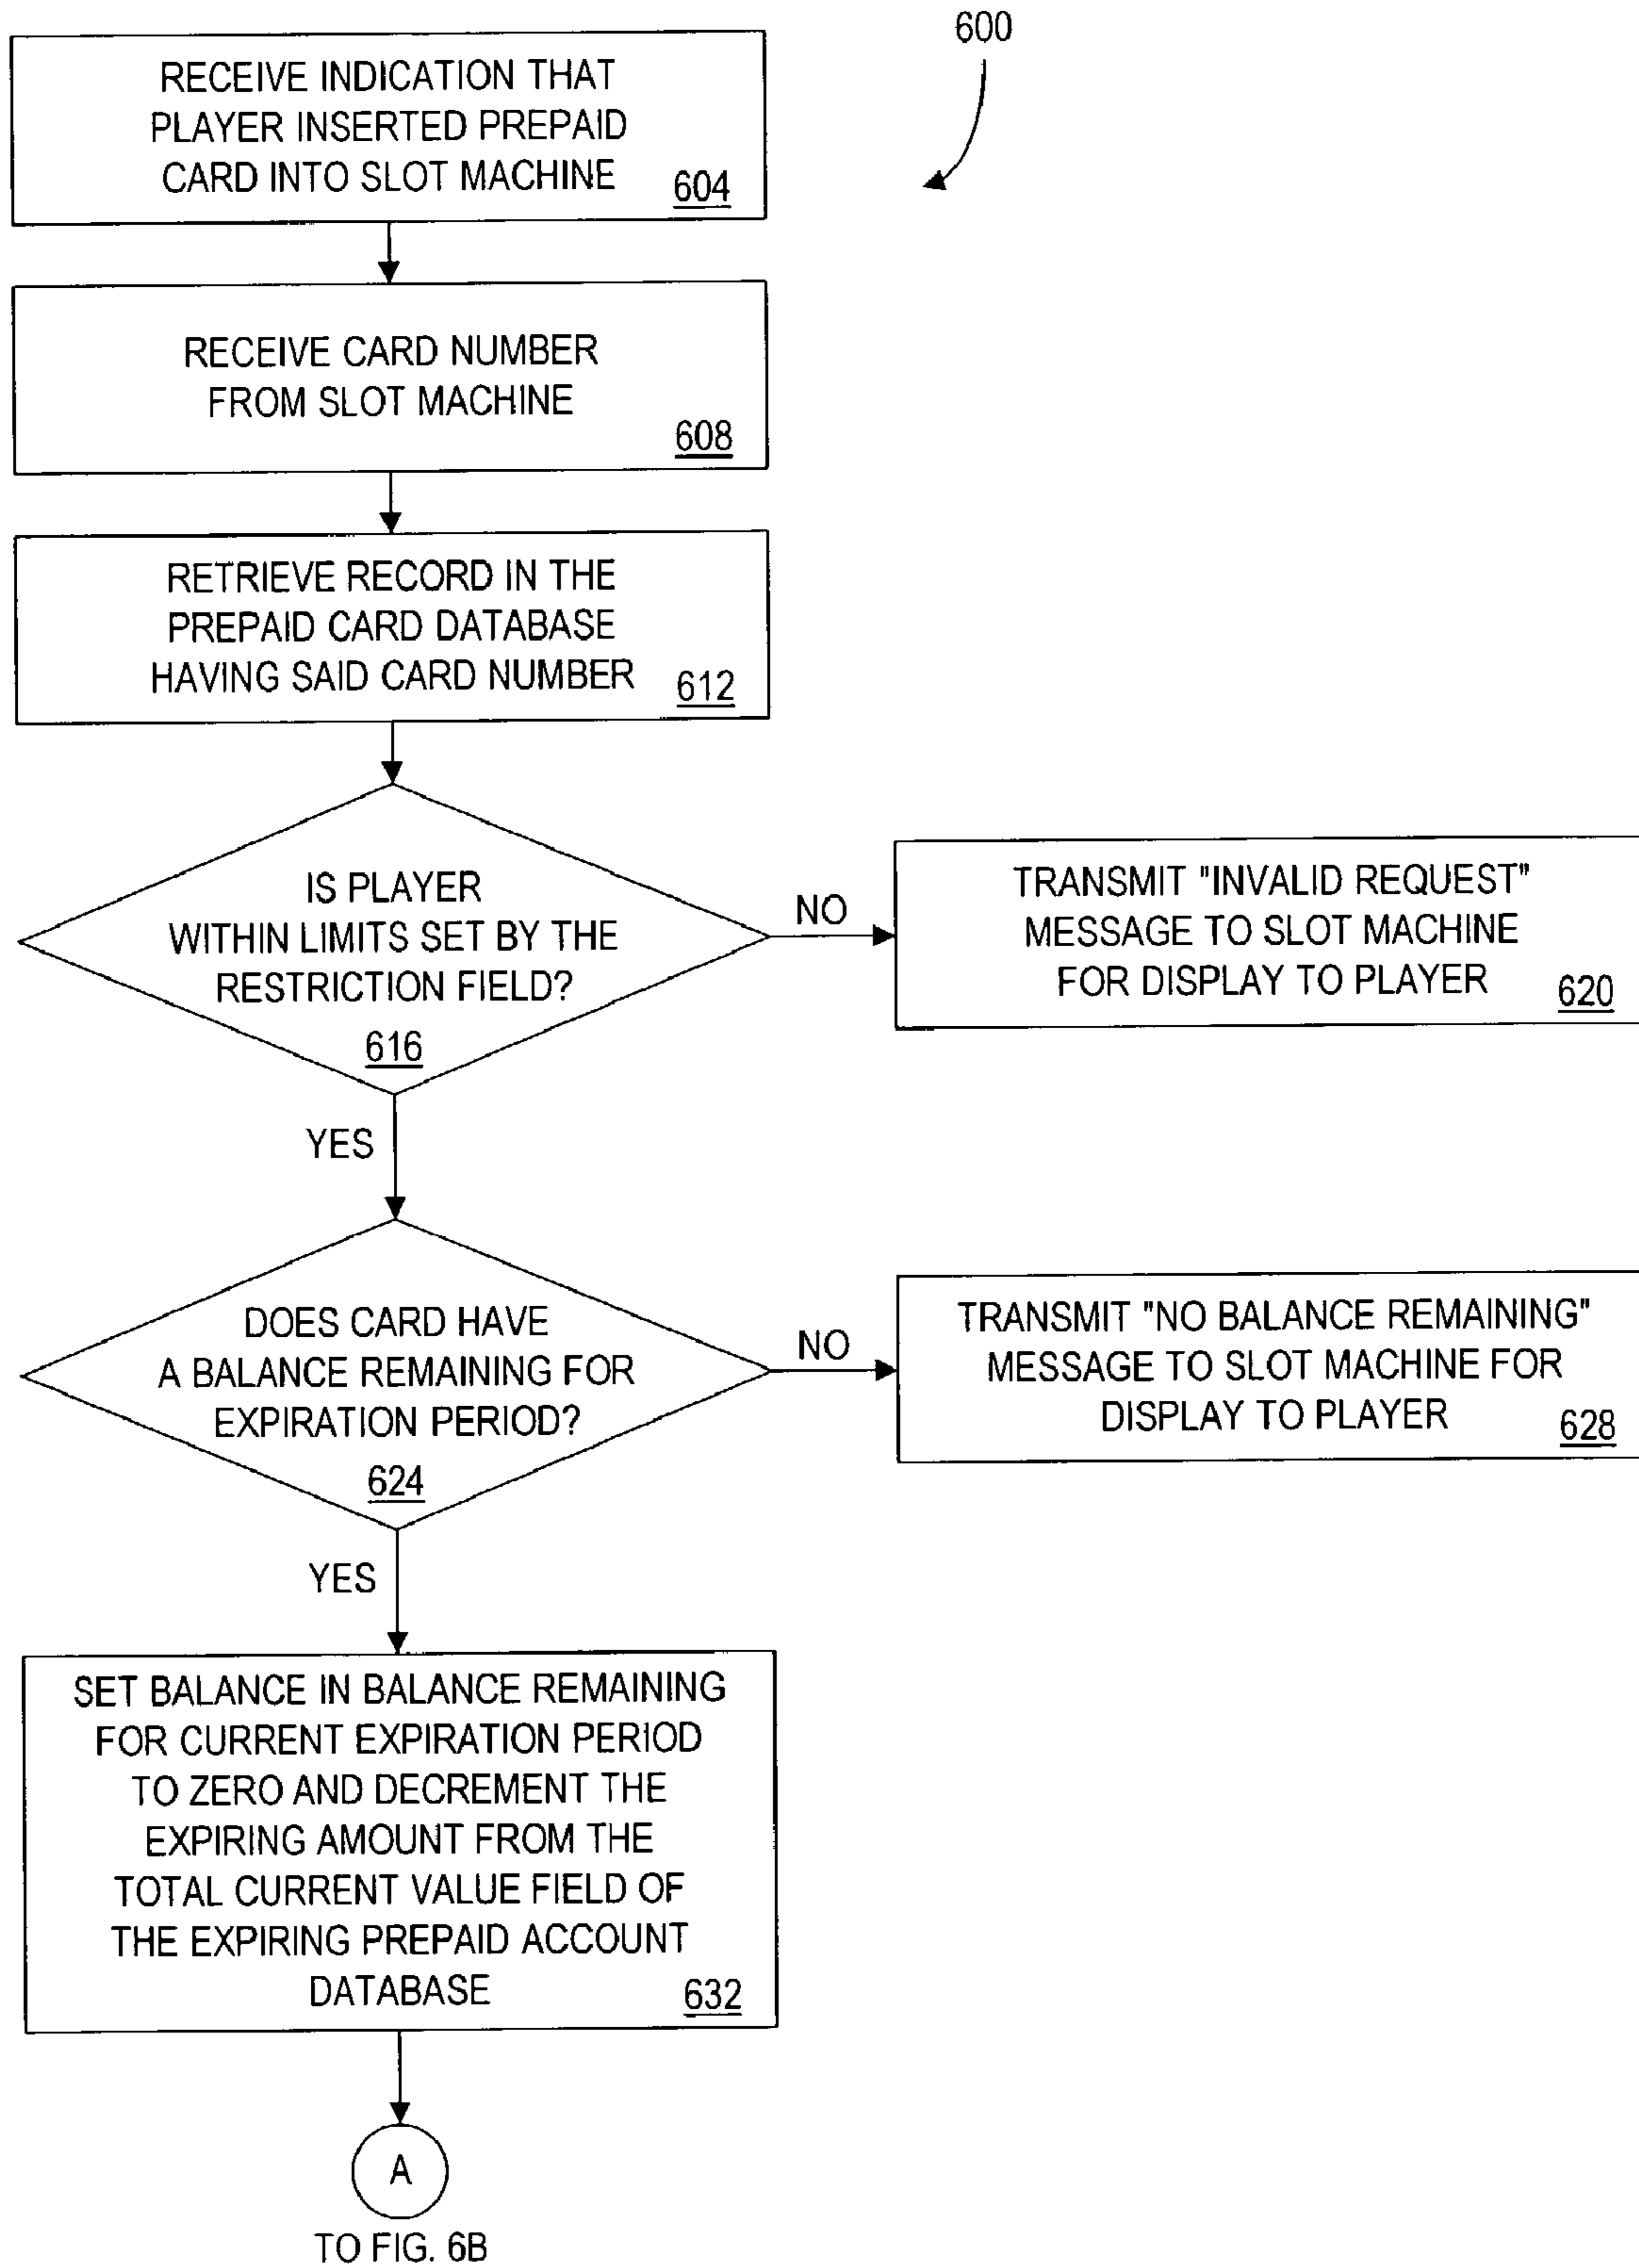 600
RECEIVE INDICATION THAT
PLAYER INSERTED PREPAID
CARD INTO SLOT MACHINE
604
RECEIVE CARD NUMBER
FROM SLOT MACHINE
608
RETRIEVE RECORD IN THE
PREPAID CARD DATABASE
HAVING SAID CARD NUMBER
612
IS PLAYER
WITHIN LIMITS SET BY THE
RESTRICTION FIELD?
616
NO
TRANSMIT "INVALID REQUEST"
MESSAGE TO SLOT MACHINE
FOR DISPLAY TO PLAYER
620
YES
DOES CARD HAVE
A BALANCE REMAINING FOR
EXPIRATION PERIOD?
624
NO
TRANSMIT "NO BALANCE REMAINING"
MESSAGE TO SLOT MACHINE FOR
DISPLAY TO PLAYER
628
YES
SET BALANCE IN BALANCE REMAINING
FOR CURRENT EXPIRATION PERIOD
TO ZERO AND DECREMENT THE
EXPIRING AMOUNT FROM THE
TOTAL CURRENT VALUE FIELD OF
THE EXPIRING PREPAID ACCOUNT
DATABASE
632
A
TO FIG. 6B